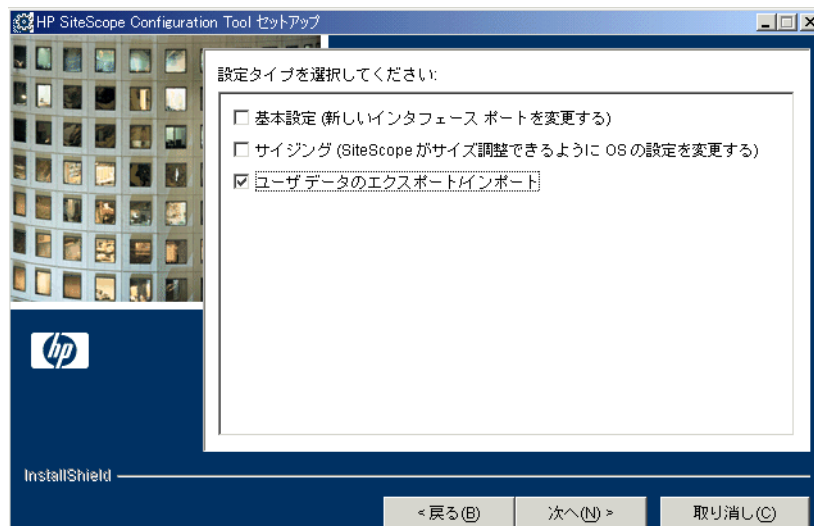 HP SiteScope Configuration Tool セットアップ
設定タイプを選択してください:
基本設定 (新しいインタフェース ポートを変更する)
サイジング (SiteScope がサイズ調整できるように OS の設定を変更する)
ユーザ データのエクスポート/インポート
hp
InstallShield
< 戻る(B)
次へ(N) >
取り消し(C)